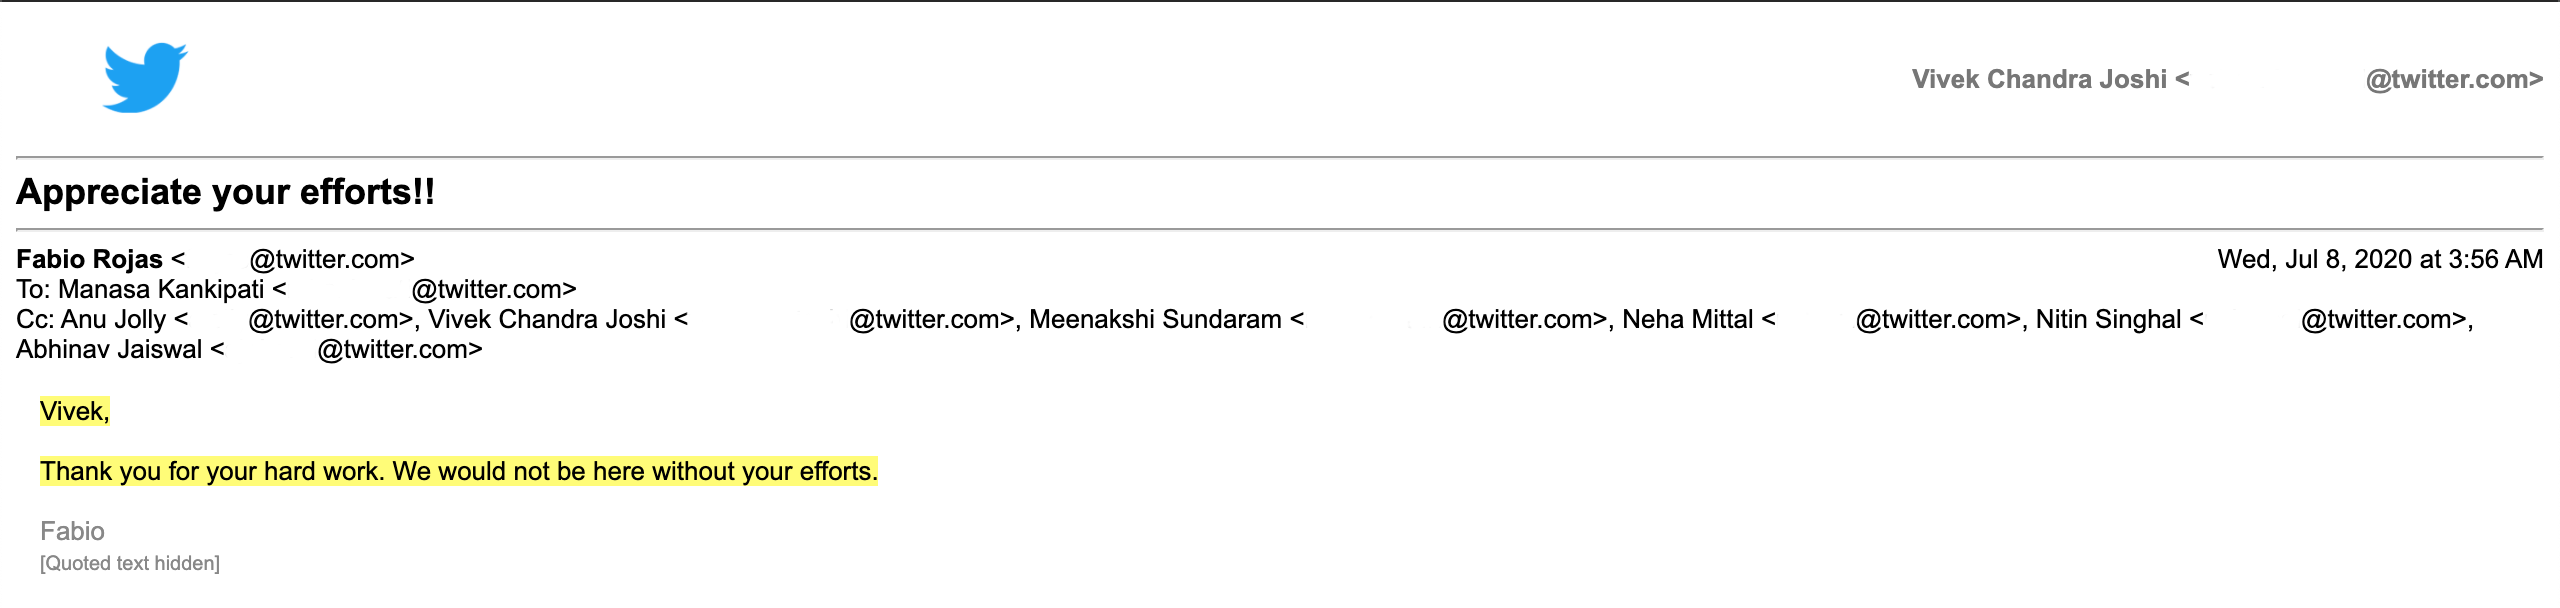 Vivek Chandra Joshi < @twitter.com>
Appreciate your efforts!!
Fabio Rojas < @twitter.com> Wed, Jul 8, 2020 at 3:56 AM
To: Manasa Kankipati < @twitter.com>
Cc: Anu Jolly < @twitter.com>, Vivek Chandra Joshi < @twitter.com>, Meenakshi Sundaram < @twitter.com>, Neha Mittal < @twitter.com>, Nitin Singhal < @twitter.com>,
Abhinav Jaiswal < @twitter.com>
Vivek,
Thank you for your hard work. We would not be here without your efforts.
Fabio
[Quoted text hidden]